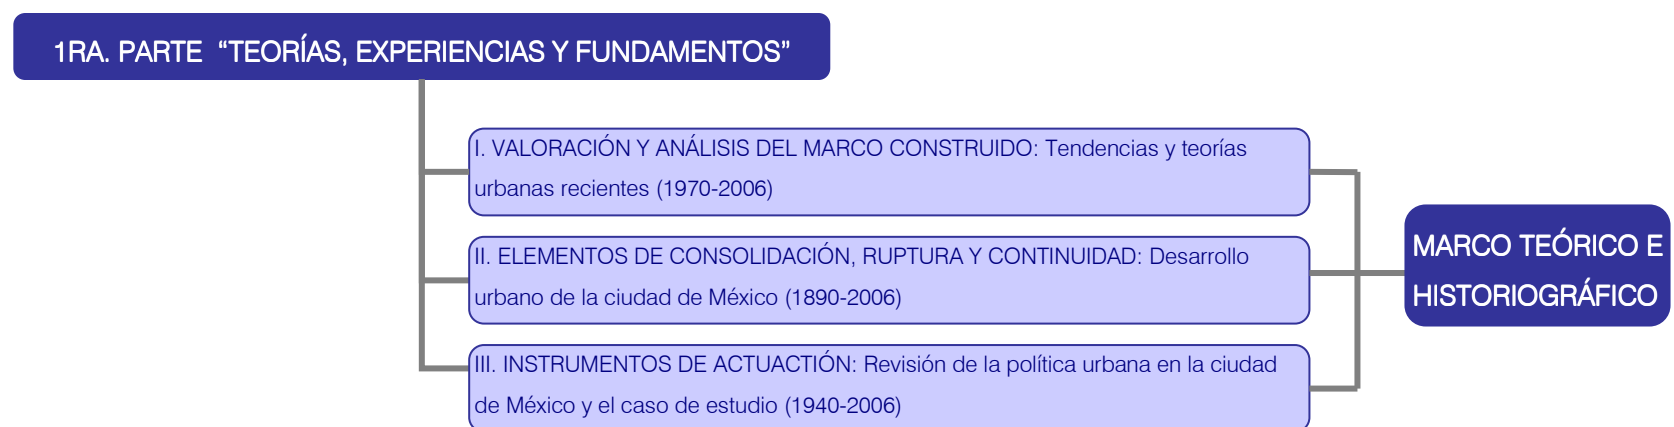 1RA. PARTE “TEORÍAS, EXPERIENCIAS Y FUNDAMENTOS”
I. VALORACIÓN Y ANÁLISIS DEL MARCO CONSTRUIDO: Tendencias y teorías
urbanas recientes (1970-2006)
II. ELEMENTOS DE CONSOLIDACIÓN, RUPTURA Y CONTINUIDAD: Desarrollo
urbano de la ciudad de México (1890-2006)
III. INSTRUMENTOS DE ACTUACTIÓN: Revisión de la política urbana en la ciudad
de México y el caso de estudio (1940-2006)
MARCO TEÓRICO E
HISTORIOGRÁFICO